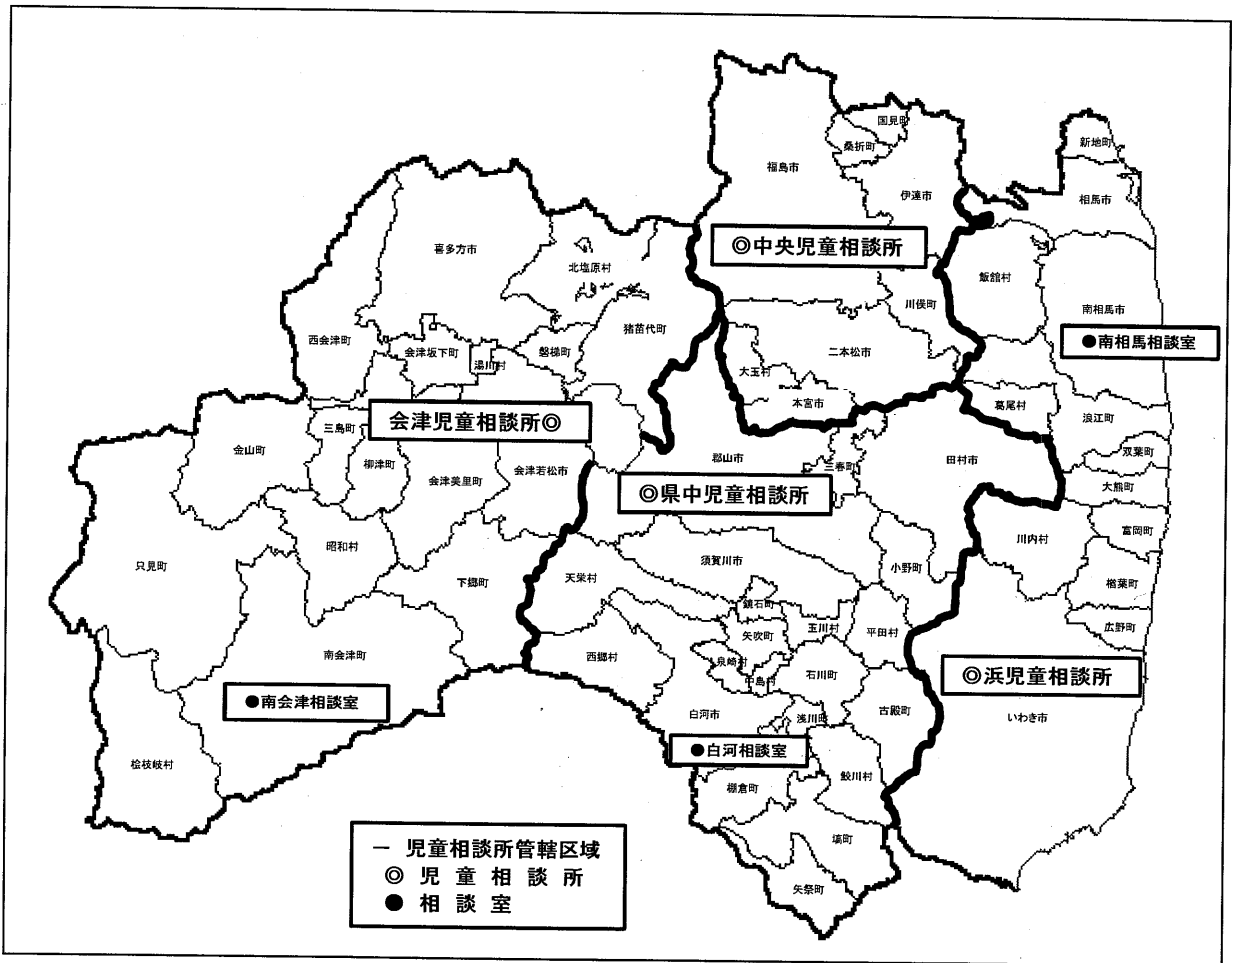 国見町
桑折町
新地町
福島市
伊達市
相馬市
◎中央児童相談所
喜多方市
北塩原村
飯舘村
川俣町
南相馬市
猪苗代町
西会津町
会津坂下町
湯川村
磐梯町
二本松市
●南相馬相談室
大玉村
本宮市
葛尾村
浪江町
会津児童相談所◎
三島町
金山町
柳津町
会津美里町
会津若松市
郡山市
三春町
田村市
双葉町
大熊町
◎県中児童相談所
富岡町
川内村
昭和村
只見町
下郷町
天栄村
須賀川市
小野町
楢葉町
鏡石町
玉川村
平田村
広野町
矢吹町
南会津町
西郷村
泉崎村
中島村
石川町
◎浜児童相談所
●南会津相談室
白河市
浅川町
古殿町
いわき市
●白河相談室
桧枝岐村
棚倉町
鮫川村
塙町
矢祭町
― 児童相談所管轄区域
◎ 児童相談所
● 相談室